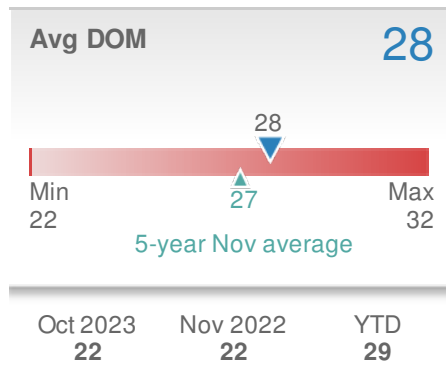 Avg DOM 28
28
Min Max
22 27 32
5-year Nov average
Oct 2023 Nov 2022 YTD
22 22 29